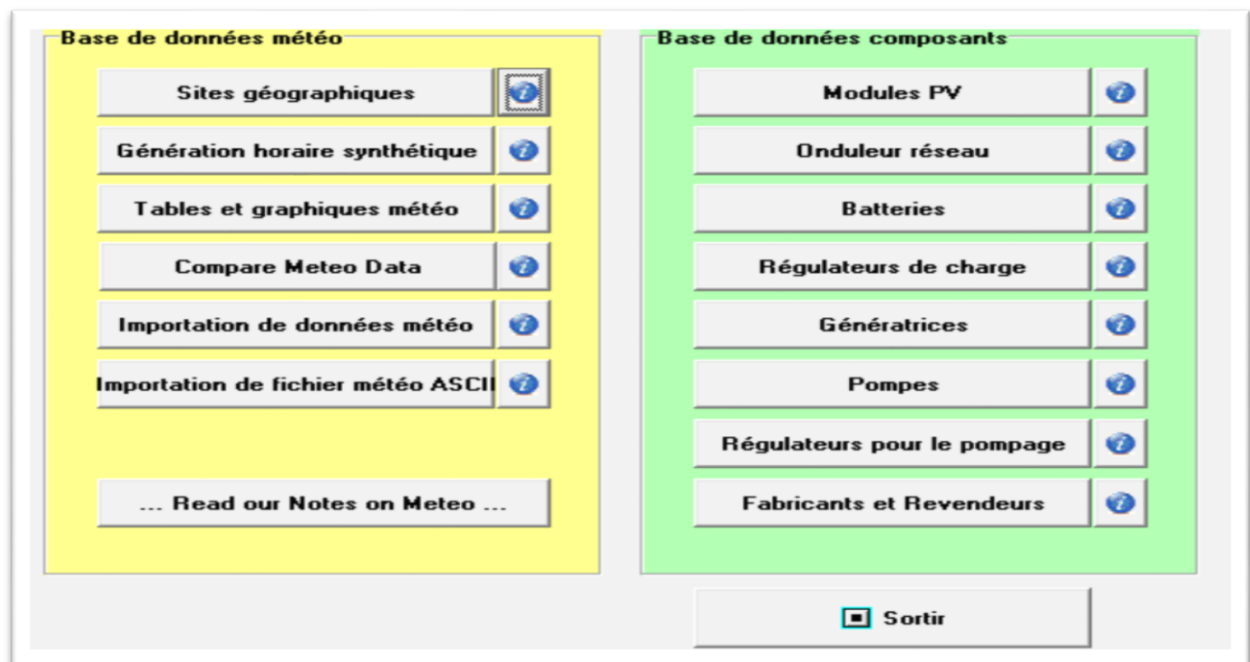 Base de données météo
Sites géographiques
Génération horaire synthétique
Tables et graphiques météo
Compare Meteo Data
Importation de données météo
Importation de fichier météo ASCII
... Read our Notes on Meteo ...
Base de données composants
Modules PV
Onduleur réseau
Batteries
Régulateurs de charge
Génératrices
Pompes
Régulateurs pour le pompage
Fabricants et Revendeurs
Sortir